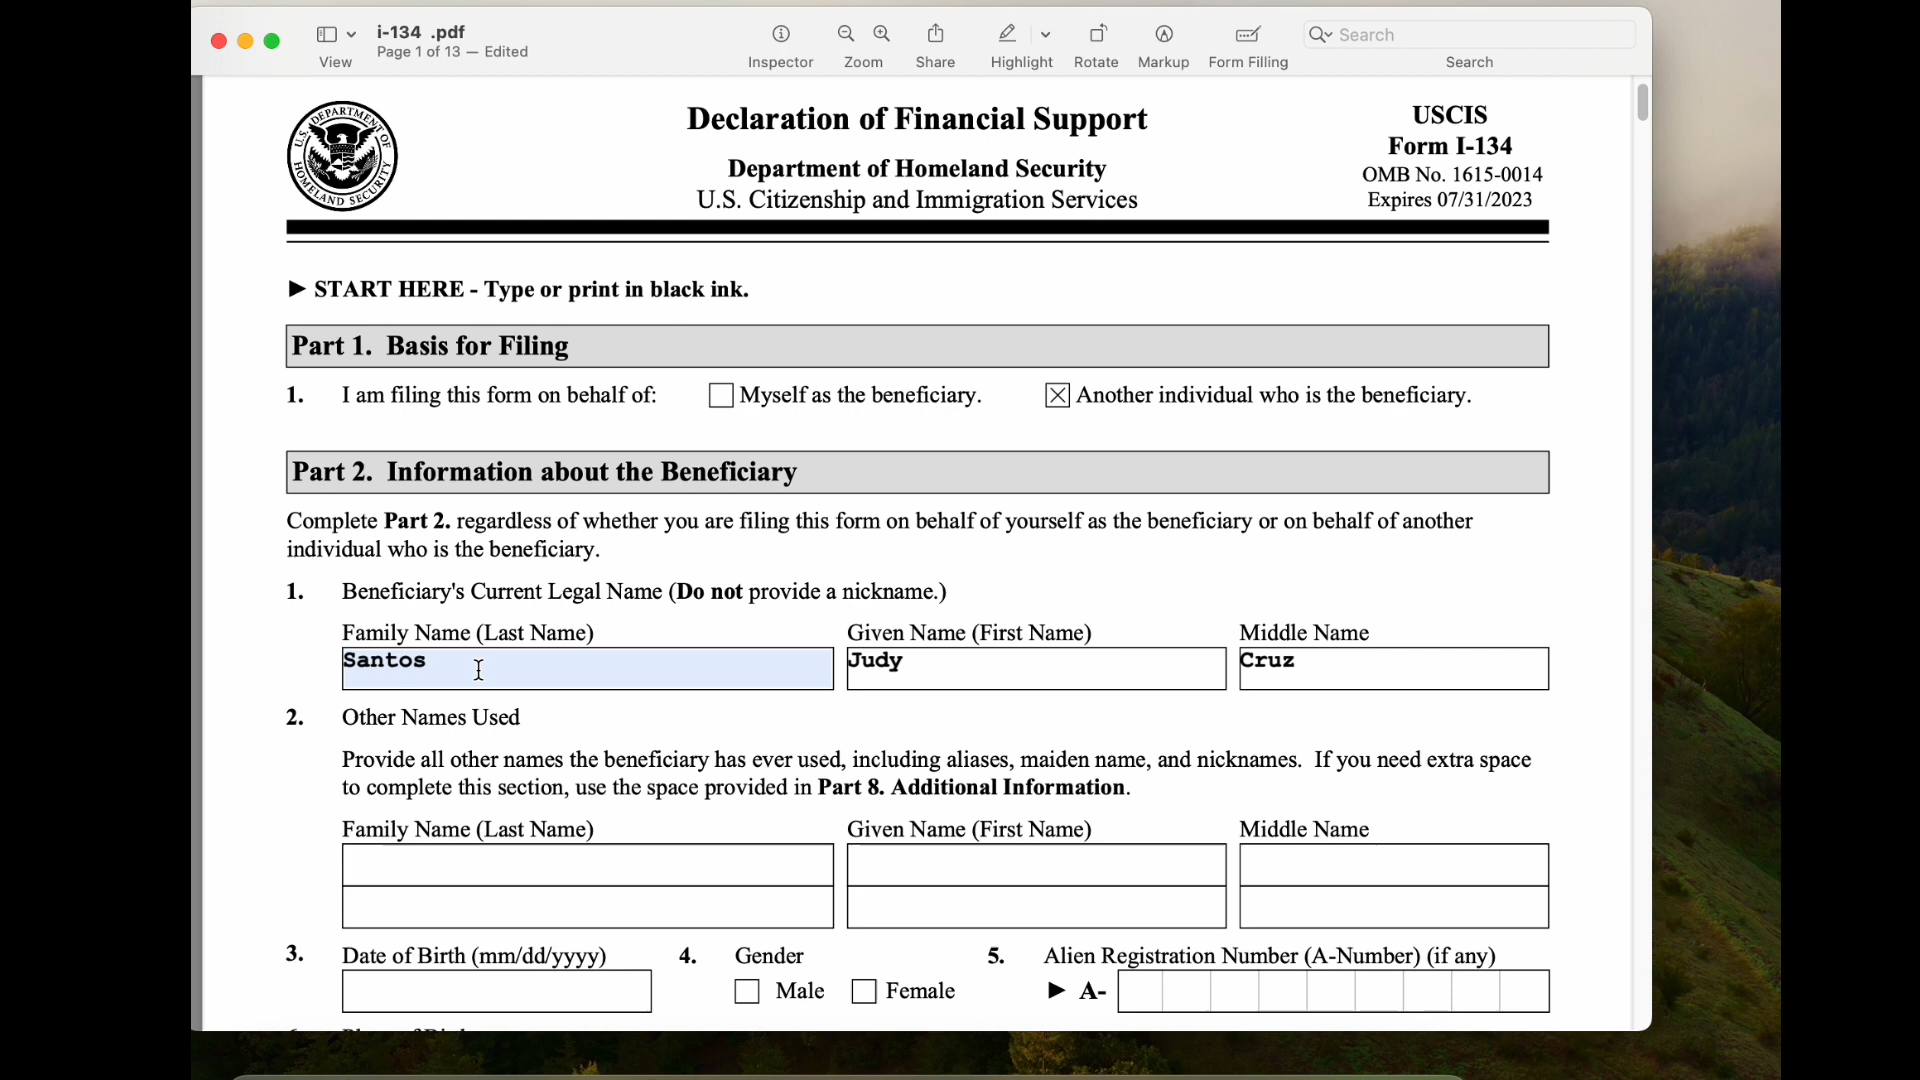 i-134 .pdf
Page 1 of 13 — Edited
View
Inspector
Zoom
Share
Highlight
Rotate
Markup
Form Filling
Search
Search
U.S. DEPARTMENT OF
HOMELAND SECURITY
Declaration of Financial Support
Department of Homeland Security
U.S. Citizenship and Immigration Services
USCIS
Form I-134
OMB No. 1615-0014
Expires 07/31/2023
► START HERE - Type or print in black ink.
Part 1. Basis for Filing
1. I am filing this form on behalf of: Myself as the beneficiary. Another individual who is the beneficiary.
Part 2. Information about the Beneficiary
Complete Part 2. regardless of whether you are filing this form on behalf of yourself as the beneficiary or on behalf of another
individual who is the beneficiary.
1. Beneficiary's Current Legal Name (Do not provide a nickname.)
Family Name (Last Name) Given Name (First Name) Middle Name
Santos Judy Cruz
2. Other Names Used
Provide all other names the beneficiary has ever used, including aliases, maiden name, and nicknames. If you need extra space
to complete this section, use the space provided in Part 8. Additional Information.
Family Name (Last Name) Given Name (First Name) Middle Name
3. Date of Birth (mm/dd/yyyy) 4. Gender 5. Alien Registration Number (A-Number) (if any)
Male Female ► A-